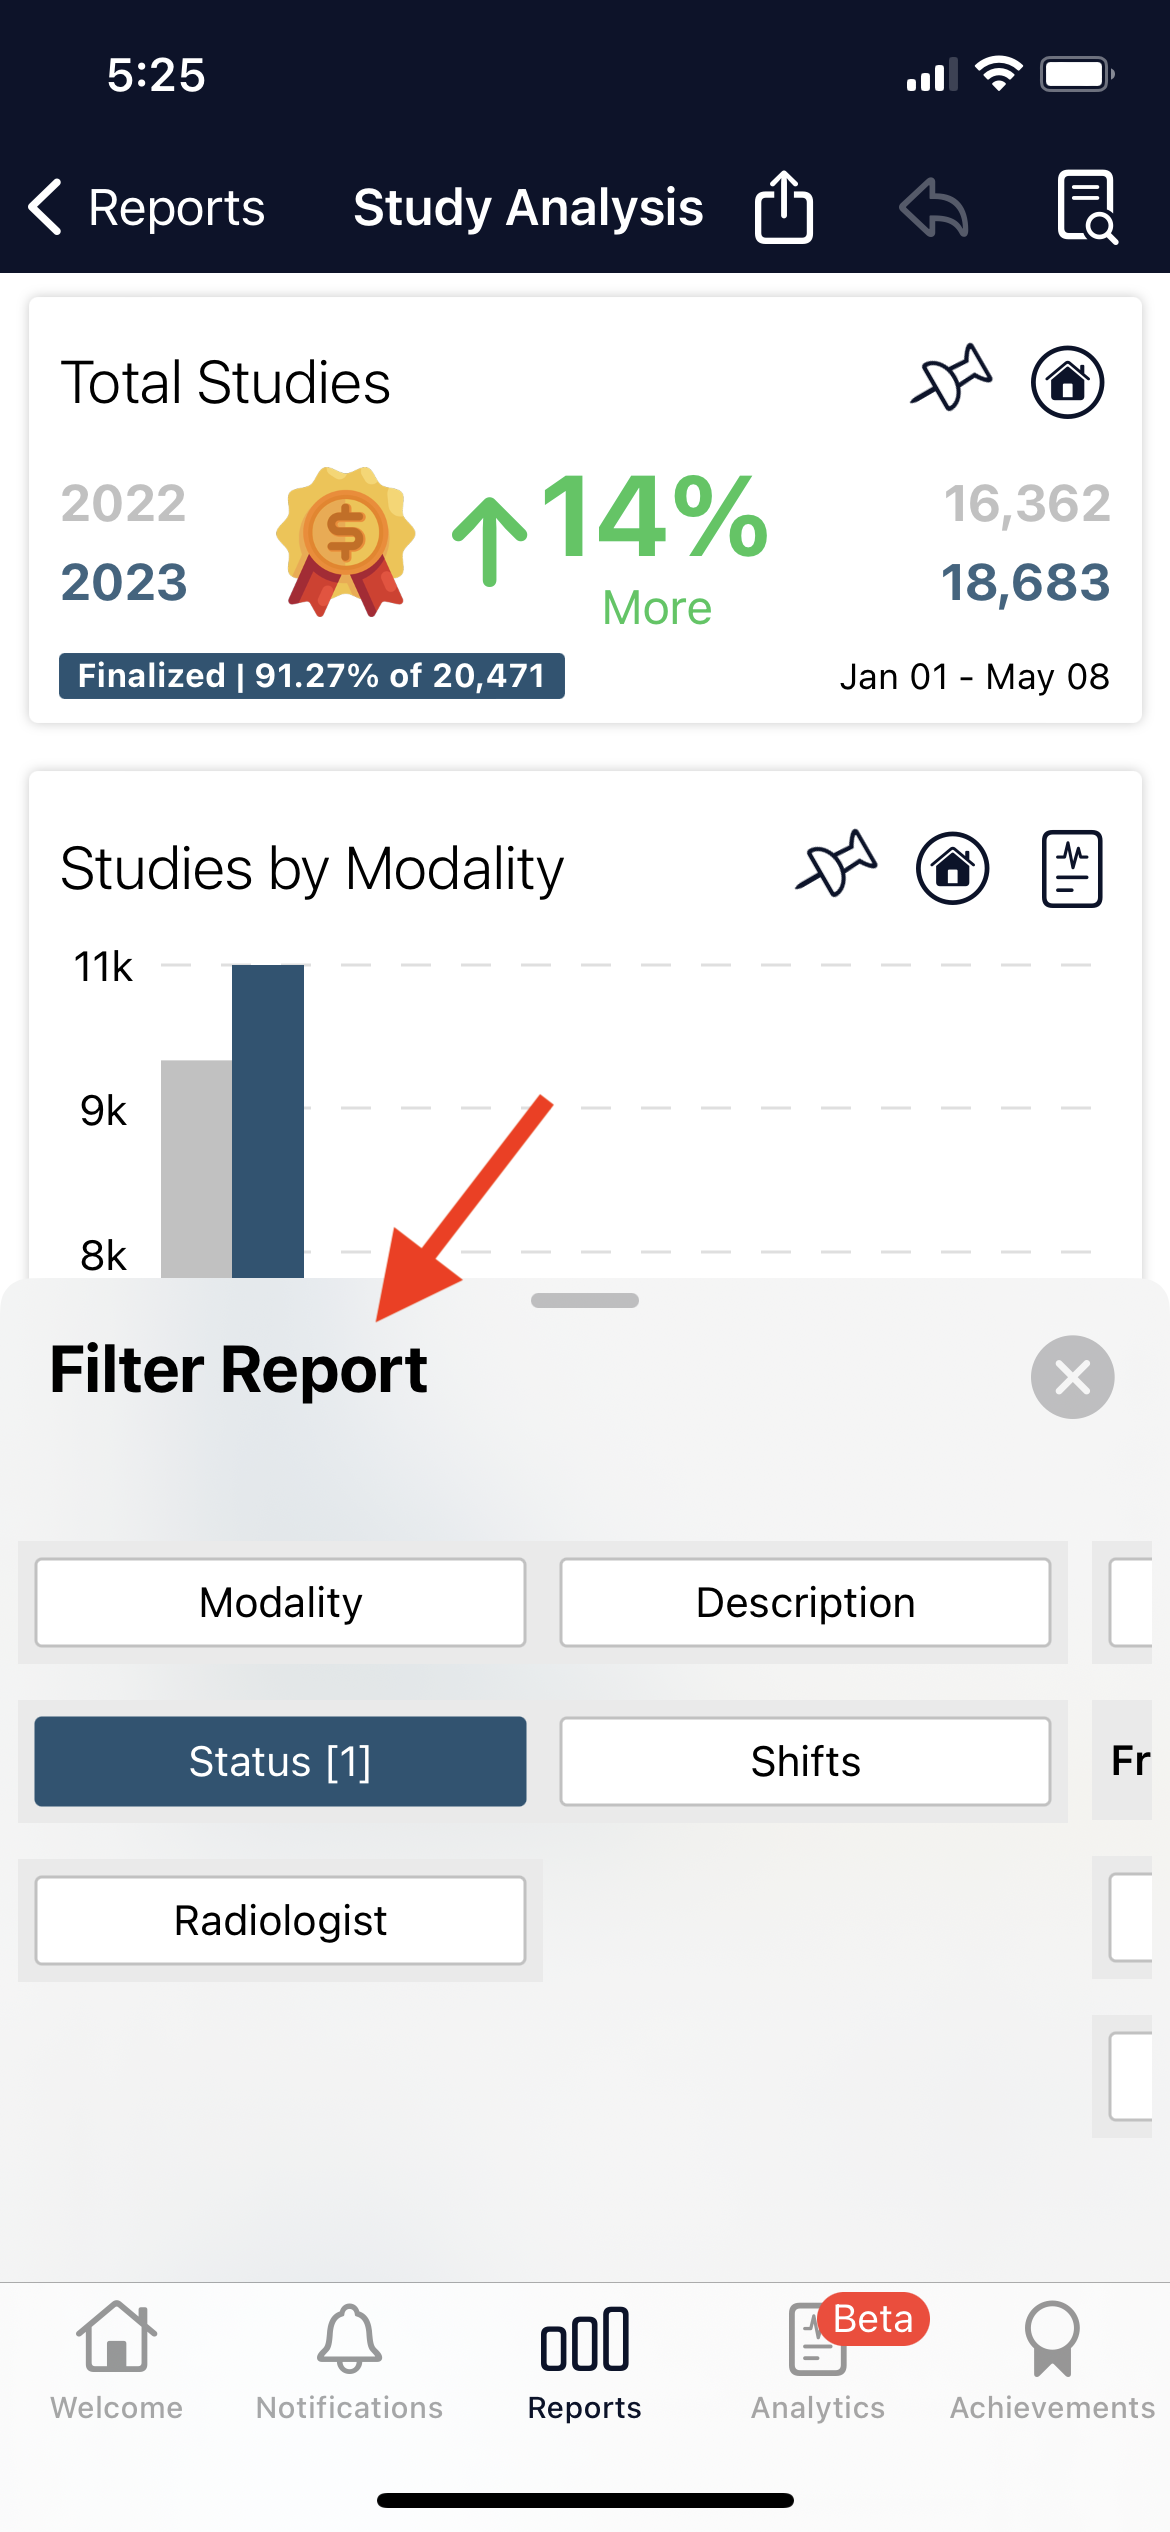 5:25
Reports
Study Analysis
Total Studies
2022
14%
16,362
2023
More
18,683
Finalized | 91.27% of 20,471
Jan 01 - May 08
Studies by Modality
11k
9k
8k
Filter Report
Modality
Description
Status [1]
Shifts
Fr
Radiologist
Beta
Welcome
Notifications
Reports
Analytics
Achievements